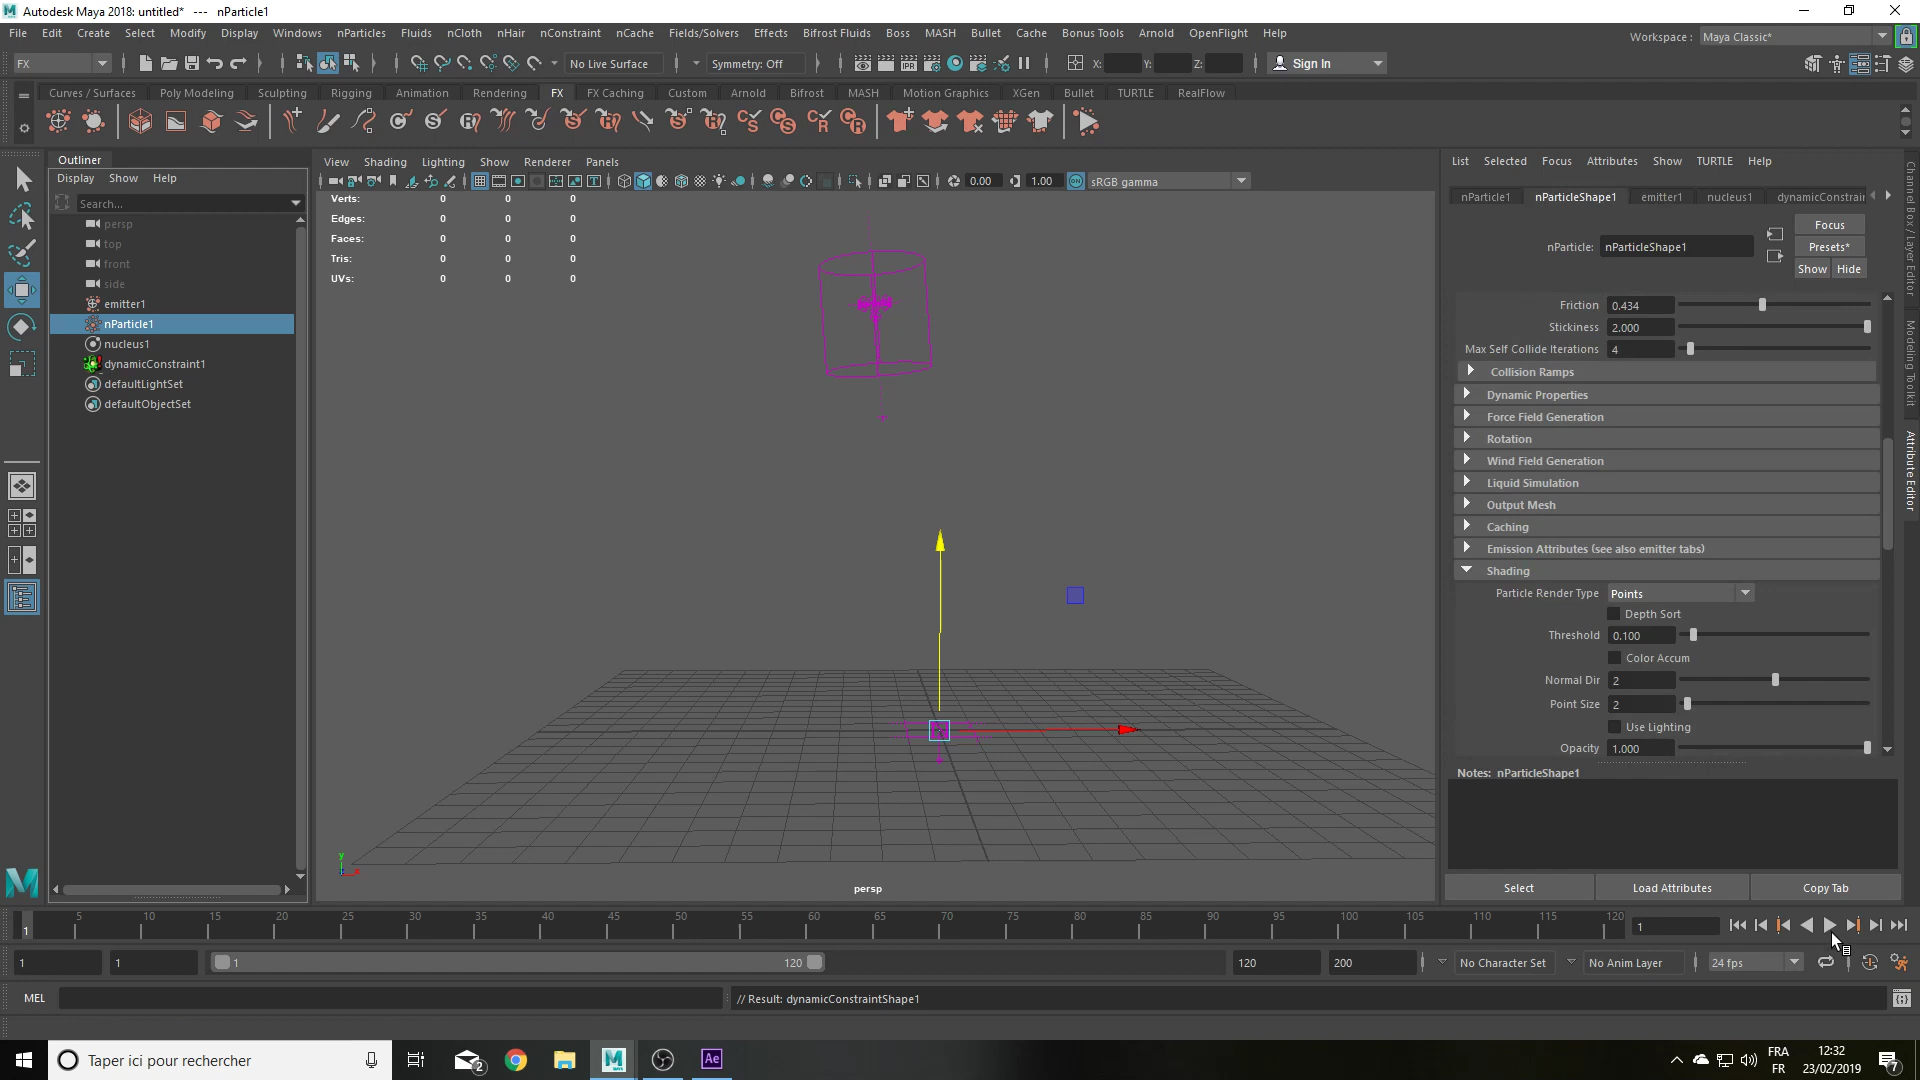 Autodesk Maya 2018: untitled*   ---   nParticle1
File Edit Create Select Modify Display Windows nParticles Fluids nCloth nHair nConstraint nCache Fields/Solvers Effects Bifrost Fluids Boss MASH Bullet Cache Bonus Tools Arnold OpenFlight Help
Workspace : Maya Classic*
FX No Live Surface Symmetry: Off X: Y: Z: Sign In
Curves / Surfaces Poly Modeling Sculpting Rigging Animation Rendering FX FX Caching Custom Arnold Bifrost MASH Motion Graphics XGen Bullet TURTLE RealFlow
Outliner
Display Show Help
Search...
persp
top
front
side
emitter1
nParticle1
nucleus1
dynamicConstraint1
defaultLightSet
defaultObjectSet
View Shading Lighting Show Renderer Panels
0.00 1.00 sRGB gamma
Verts: 0 0 0
Edges: 0 0 0
Faces: 0 0 0
Tris: 0 0 0
UVs: 0 0 0
y
x
persp
List Selected Focus Attributes Show TURTLE Help
nParticle1 nParticleShape1 emitter1 nucleus1 dynamicConstrain
nParticle: nParticleShape1
Focus
Presets*
Show Hide
Friction 0.434
Stickiness 2.000
Max Self Collide Iterations 4
Collision Ramps
Dynamic Properties
Force Field Generation
Rotation
Wind Field Generation
Liquid Simulation
Output Mesh
Caching
Emission Attributes (see also emitter tabs)
Shading
Particle Render Type Points
Depth Sort
Threshold 0.100
Color Accum
Normal Dir 2
Point Size 2
Use Lighting
Opacity 1.000
Notes: nParticleShape1
Select Load Attributes Copy Tab
Channel Box / Layer Editor
Modeling Toolkit
Attribute Editor
1 5 10 15 20 25 30 35 40 45 50 55 60 65 70 75 80 85 90 95 100 105 110 115 120 1
1 1 1 120 120 200 No Character Set No Anim Layer 24 fps
MEL // Result: dynamicConstraintShape1
Taper ici pour rechercher
2
Ae
FRA
FR
12:32
23/02/2019
7